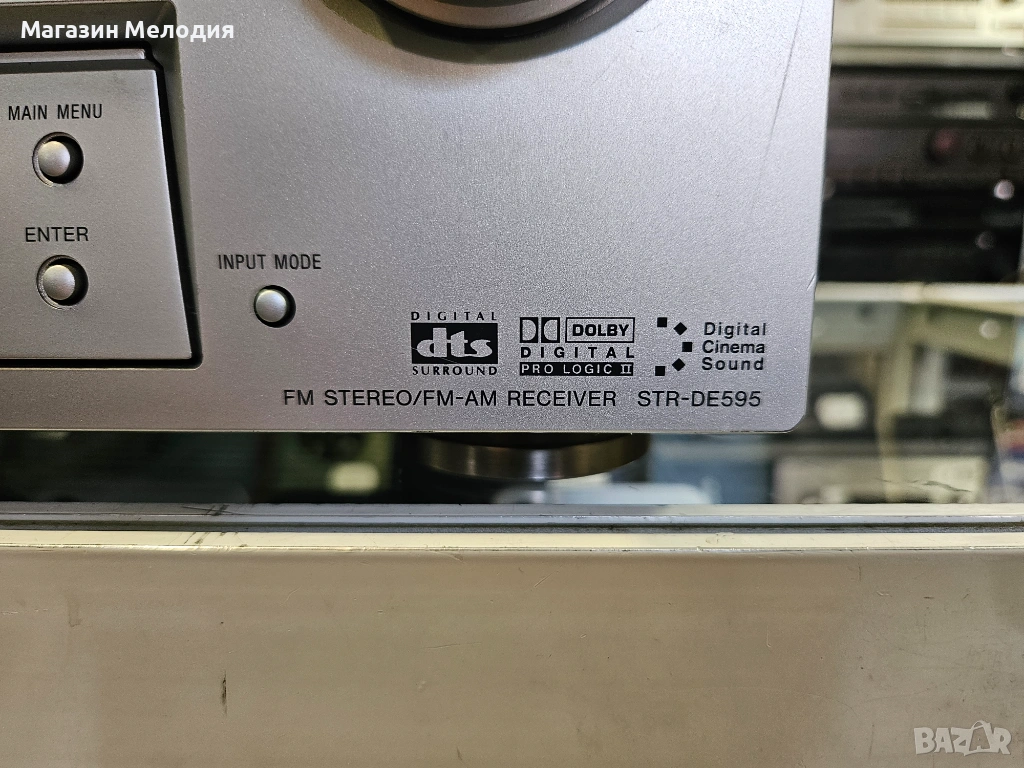 Магазин Мелодия
MAIN MENU
ENTER
INPUT MODE
DIGITAL
dts
SURROUND
DOLBY
DIGITAL
PRO LOGIC II
Digital
Cinema
Sound
FM STEREO/FM-AM RECEIVER STR-DE595
BAZAR